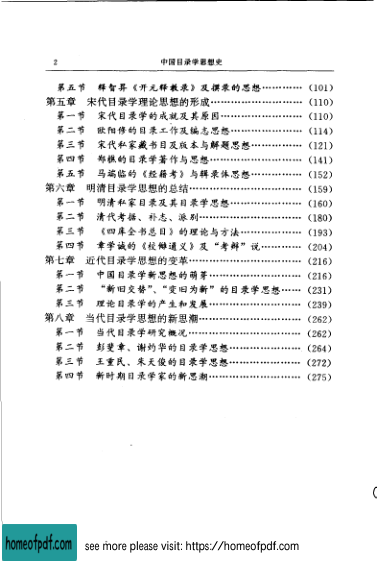 2 中国目录学思想史
第五节 释智昇《开元释教录》及撰录的思想………… (101)
第五章 宋代目录学理论思想的形成………………… (110)
第一节 宋代目录学的成就及其原因………………… (110)
第二节 欧阳修的目录工作及编志思想……………… (114)
第三节 宋代私家藏书目及版本与解题思想………… (121)
第四节 郑樵的目录学著作与思想…………………… (141)
第五节 马端临的《经籍考》与辑录体思想………… (152)
第六章 明清目录学思想的总结……………………… (159)
第一节 明清私家目录及其目录学思想……………… (160)
第二节 清代考据、补志、派别……………………… (180)
第三节 《四库全书总目》的理论与方法…………… (193)
第四节 章学诚的《校雠通义》及“考辩”说……… (204)
第七章 近代目录学思想的变革……………………… (216)
第一节 中国目录学新思想的萌芽…………………… (216)
第二节 “新旧交替”、“变旧为新”的目录学思想…… (231)
第三节 理论目录学的产生和发展…………………… (239)
第八章 当代目录学思想的新思潮…………………… (262)
第一节 当代目录学研究概况………………………… (262)
第二节 彭斐章、谢灼华的目录学思想……………… (264)
第三节 王重民、朱天俊的目录学思想……………… (272)
第四节 新时期目录学家的新思潮…………………… (275)
homeofpdf.com see more please visit: https://homeofpdf.com